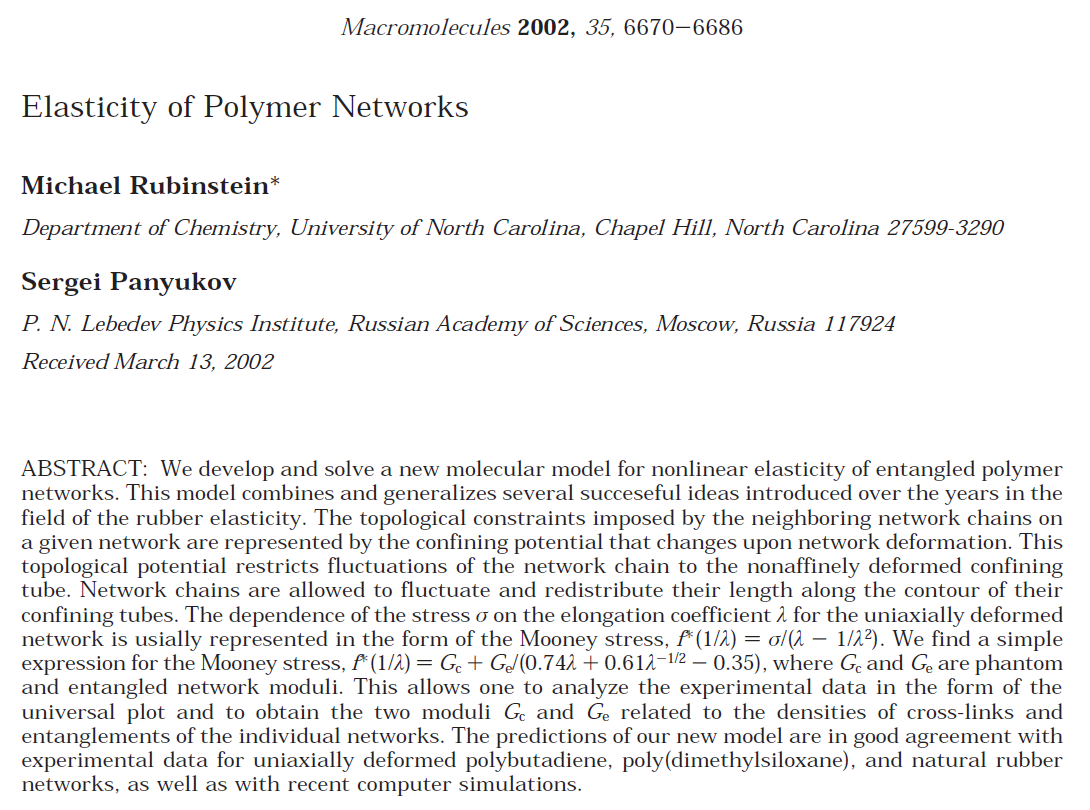 Macromolecules 2002, 35, 6670−6686
Elasticity of Polymer Networks
Michael Rubinstein*
Department of Chemistry, University of North Carolina, Chapel Hill, North Carolina 27599-3290
Sergei Panyukov
P. N. Lebedev Physics Institute, Russian Academy of Sciences, Moscow, Russia 117924
Received March 13, 2002
ABSTRACT: We develop and solve a new molecular model for nonlinear elasticity of entangled polymer
networks. This model combines and generalizes several succeseful ideas introduced over the years in the
field of the rubber elasticity. The topological constraints imposed by the neighboring network chains on
a given network are represented by the confining potential that changes upon network deformation. This
topological potential restricts fluctuations of the network chain to the nonaffinely deformed confining
tube. Network chains are allowed to fluctuate and redistribute their length along the contour of their
confining tubes. The dependence of the stress σ on the elongation coefficient λ for the uniaxially deformed
network is usially represented in the form of the Mooney stress, f*(1/λ) = σ/(λ − 1/λ²). We find a simple
expression for the Mooney stress, f*(1/λ) = Gc + Ge/(0.74λ + 0.61λ−1/2 − 0.35), where Gc and Ge are phantom
and entangled network moduli. This allows one to analyze the experimental data in the form of the
universal plot and to obtain the two moduli Gc and Ge related to the densities of cross-links and
entanglements of the individual networks. The predictions of our new model are in good agreement with
experimental data for uniaxially deformed polybutadiene, poly(dimethylsiloxane), and natural rubber
networks, as well as with recent computer simulations.